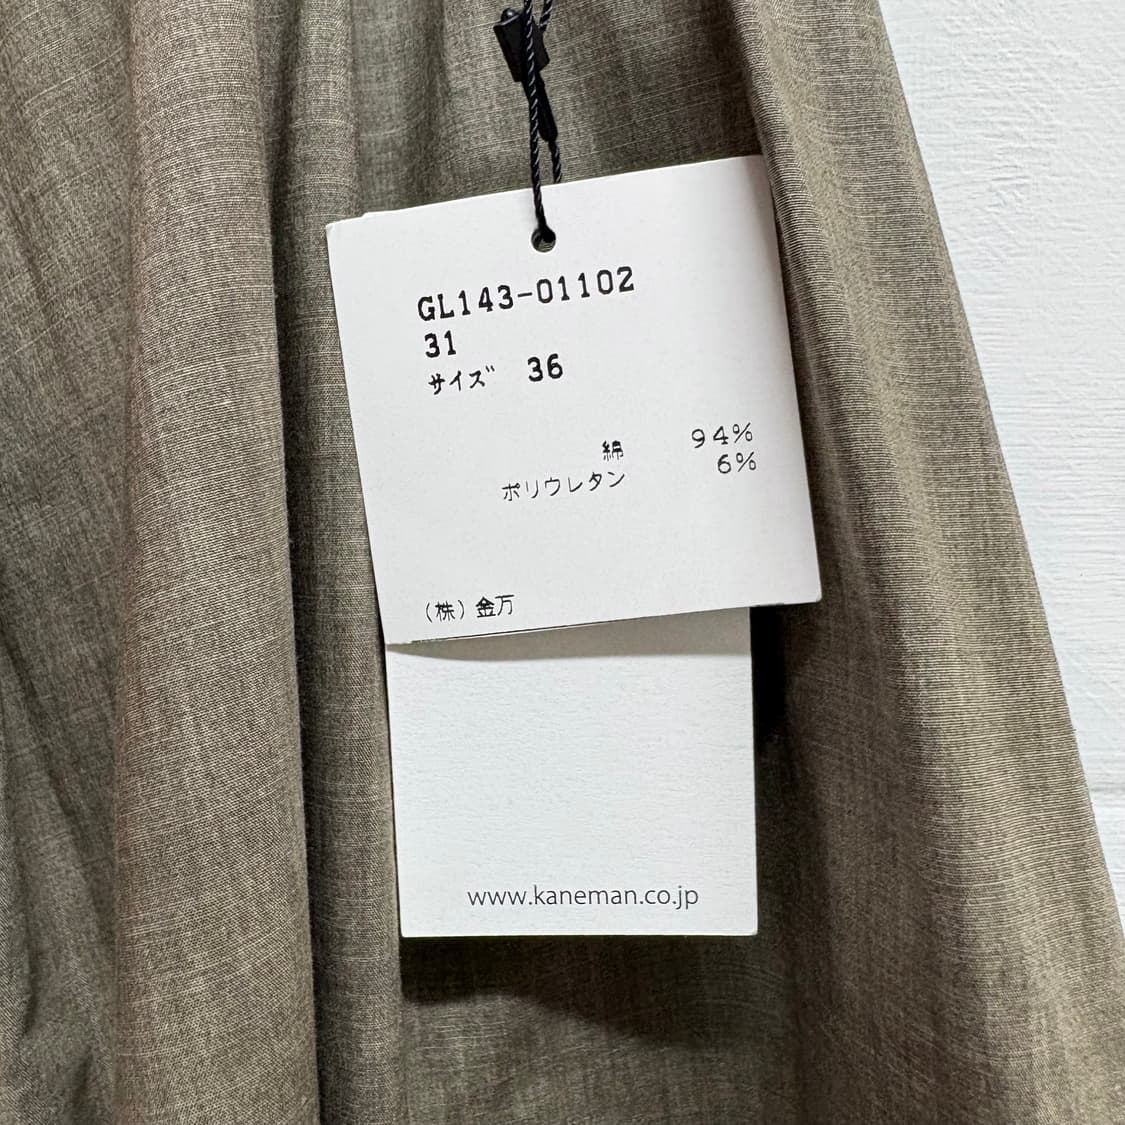 GL143-01102
31
サイズ 36
綿 94%
ポリウレタン 6%
(株)金万
www.kaneman.co.jp